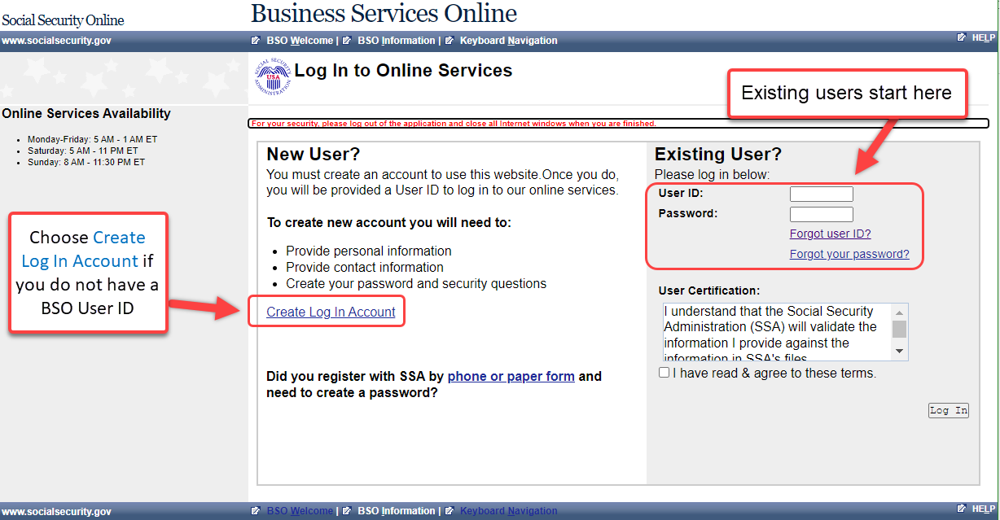 Social Security Online
Business Services Online
www.socialsecurity.gov
BSO Welcome | BSO Information | Keyboard Navigation
HELP
SOCIAL SECURITY ADMINISTRATION
USA
Log In to Online Services
Existing users start here
Online Services Availability
Monday-Friday: 5 AM - 1 AM ET
Saturday: 5 AM - 11 PM ET
Sunday: 8 AM - 11:30 PM ET
For your security, please log out of the application and close all Internet windows when you are finished.
Choose Create
Log In Account if
you do not have a
BSO User ID
New User?
You must create an account to use this website.Once you do,
you will be provided a User ID to log in to our online services.
To create new account you will need to:
Provide personal information
Provide contact information
Create your password and security questions
Create Log In Account
Did you register with SSA by phone or paper form and
need to create a password?
Existing User?
Please log in below:
User ID:
Password:
Forgot user ID?
Forgot your password?
User Certification:
I understand that the Social Security
Administration (SSA) will validate the
information I provide against the
information in SSA's files
I have read & agree to these terms.
Log In
www.socialsecurity.gov
BSO Welcome | BSO Information | Keyboard Navigation
HELP